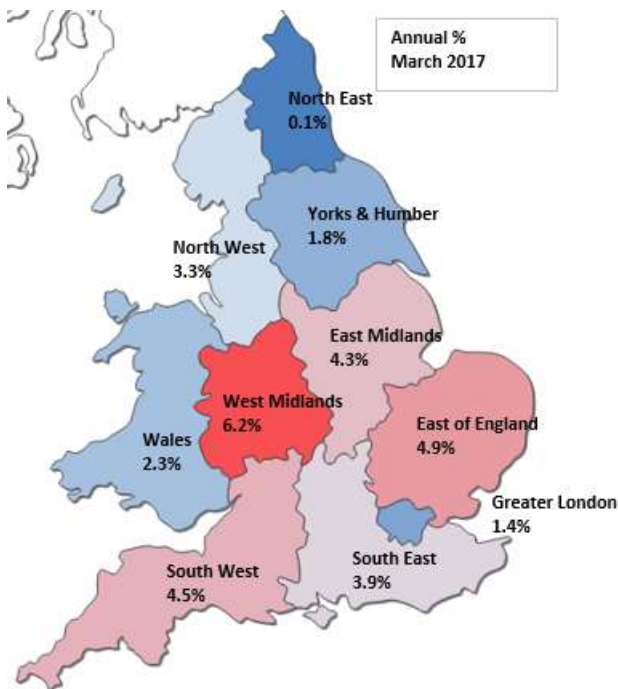 Annual %
March 2017
North East
0.1%
Yorks & Humber
1.8%
North West
3.3%
East Midlands
4.3%
West Midlands
6.2%
East of England
4.9%
Wales
2.3%
Greater London
1.4%
South East
3.9%
South West
4.5%